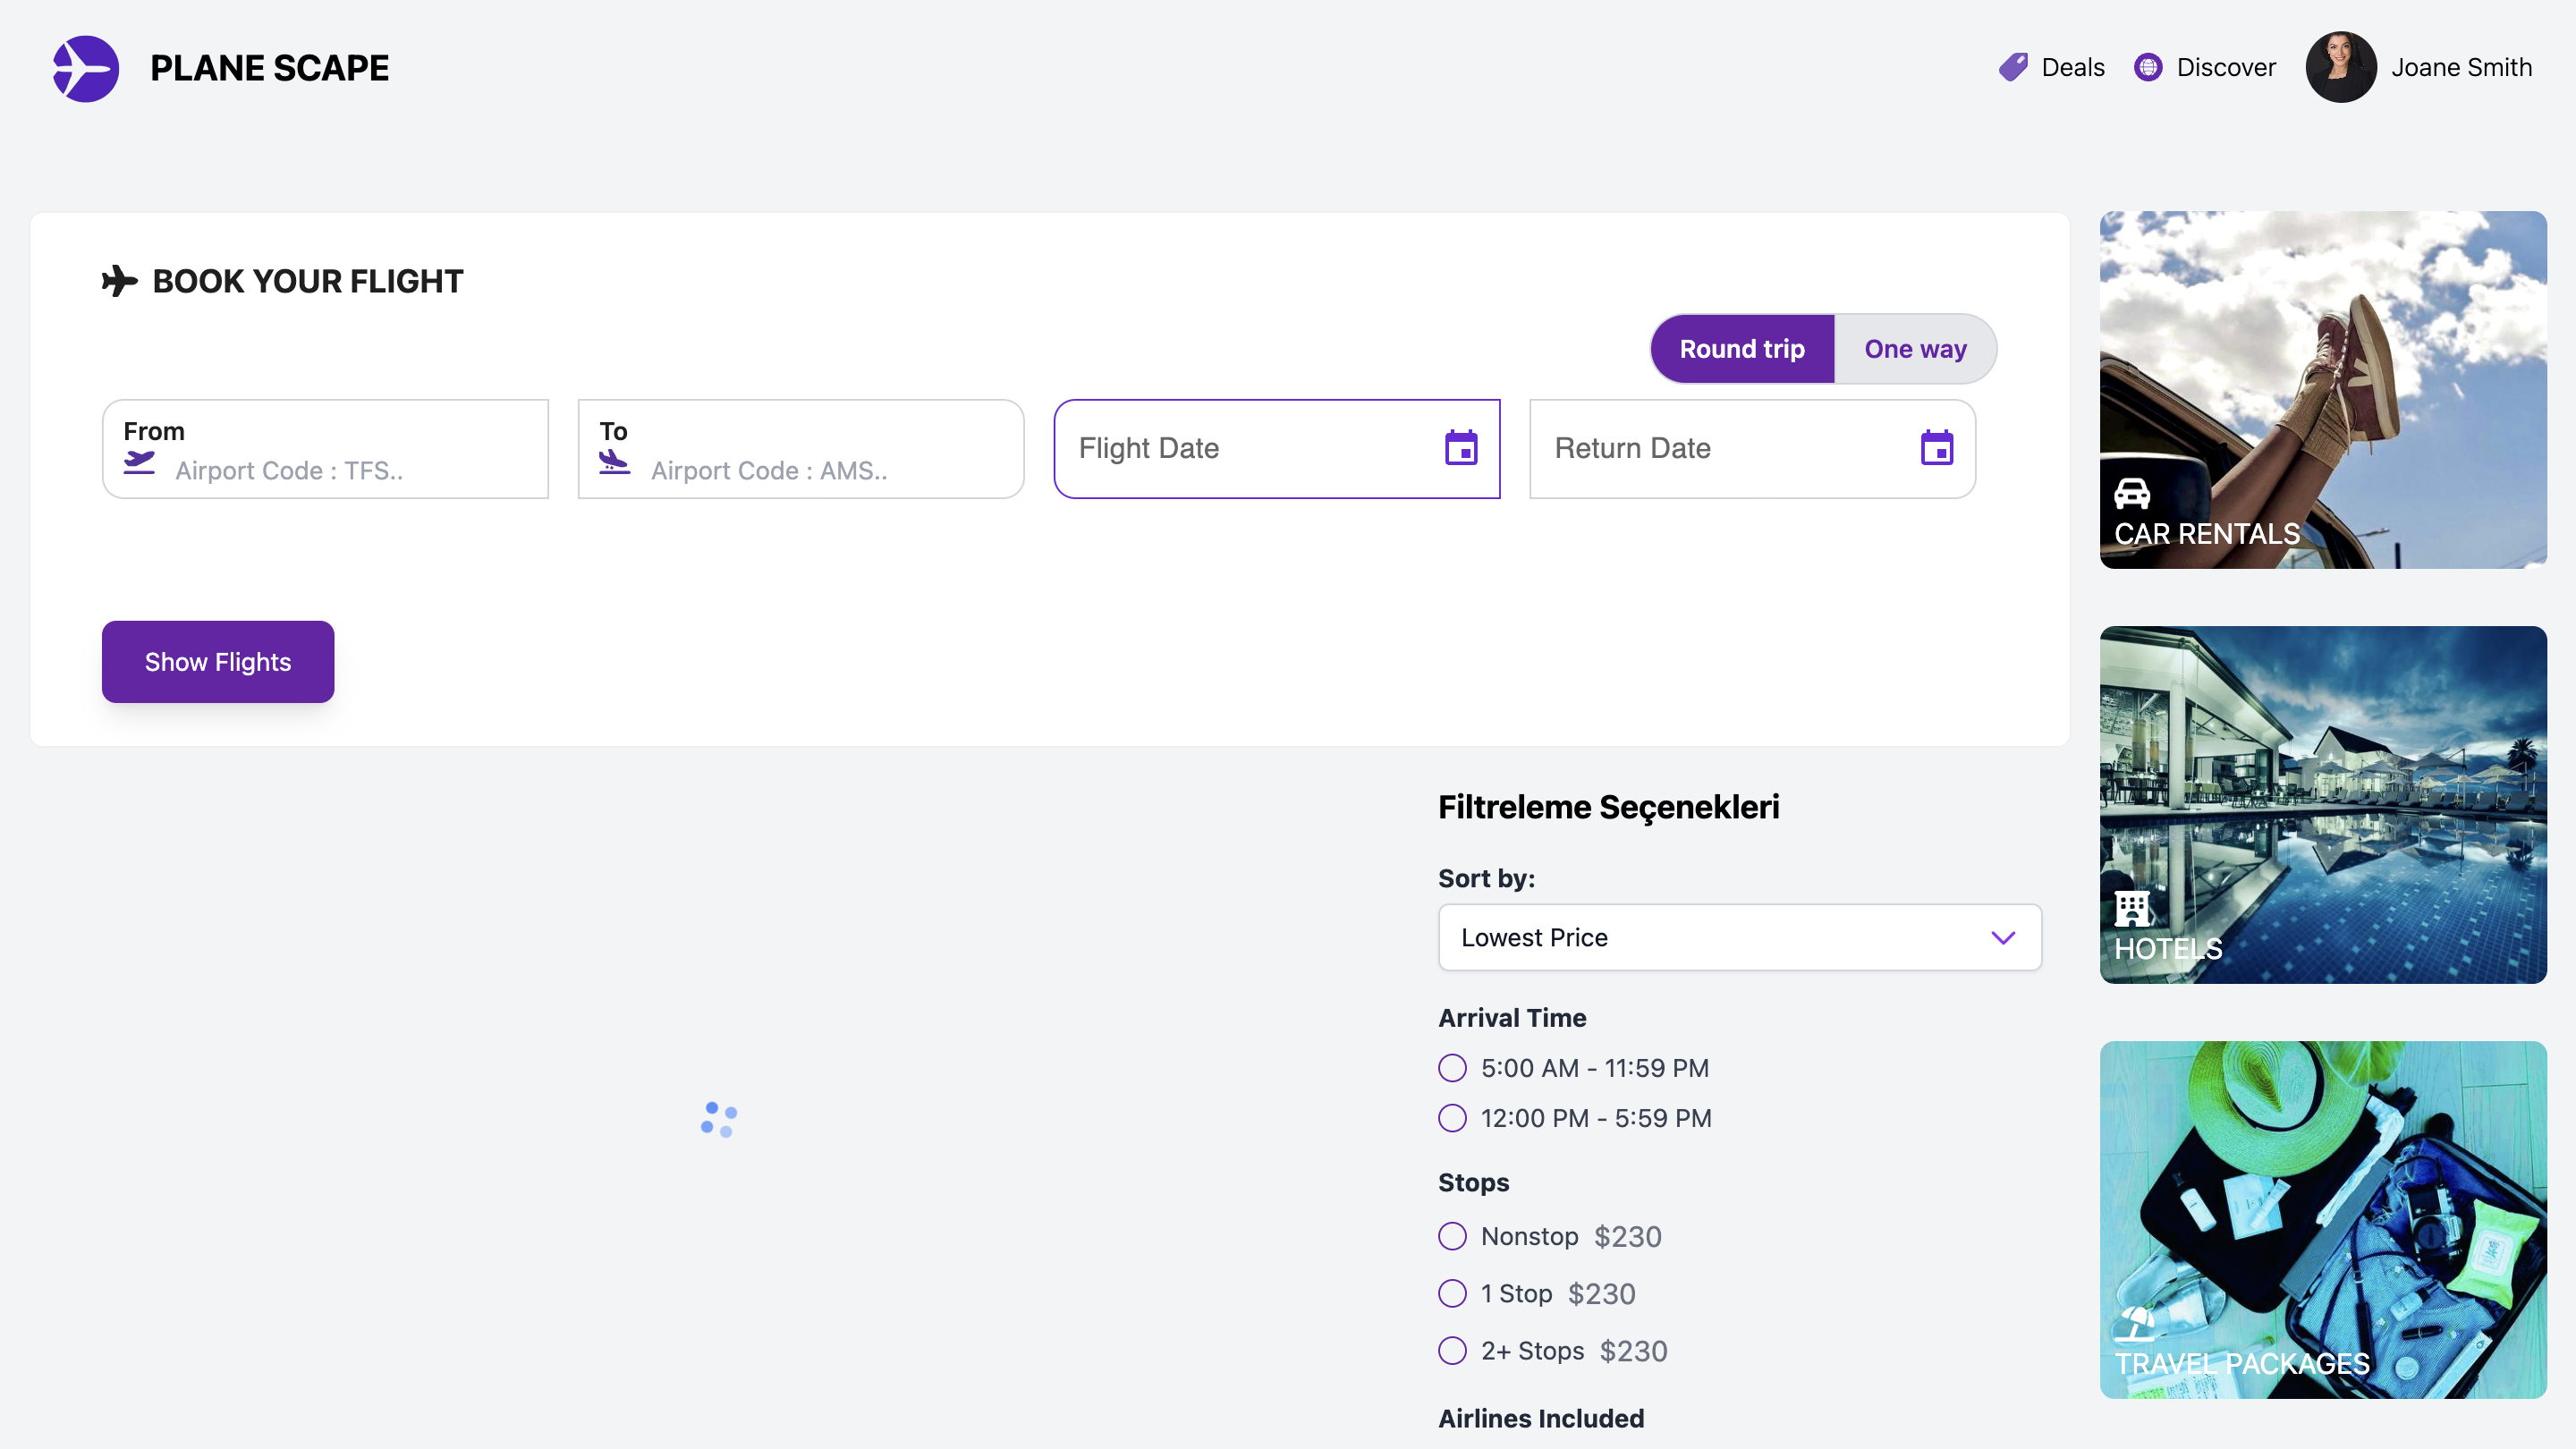 PLANE SCAPE
Deals
Discover
Joane Smith
BOOK YOUR FLIGHT
Round trip
One way
From
Airport Code : TFS..
To
Airport Code : AMS..
Flight Date
Return Date
Show Flights
CAR RENTALS
HOTELS
TRAVEL PACKAGES
Filtreleme Seçenekleri
Sort by:
Lowest Price
Arrival Time
5:00 AM - 11:59 PM
12:00 PM - 5:59 PM
Stops
Nonstop $230
1 Stop $230
2+ Stops $230
Airlines Included